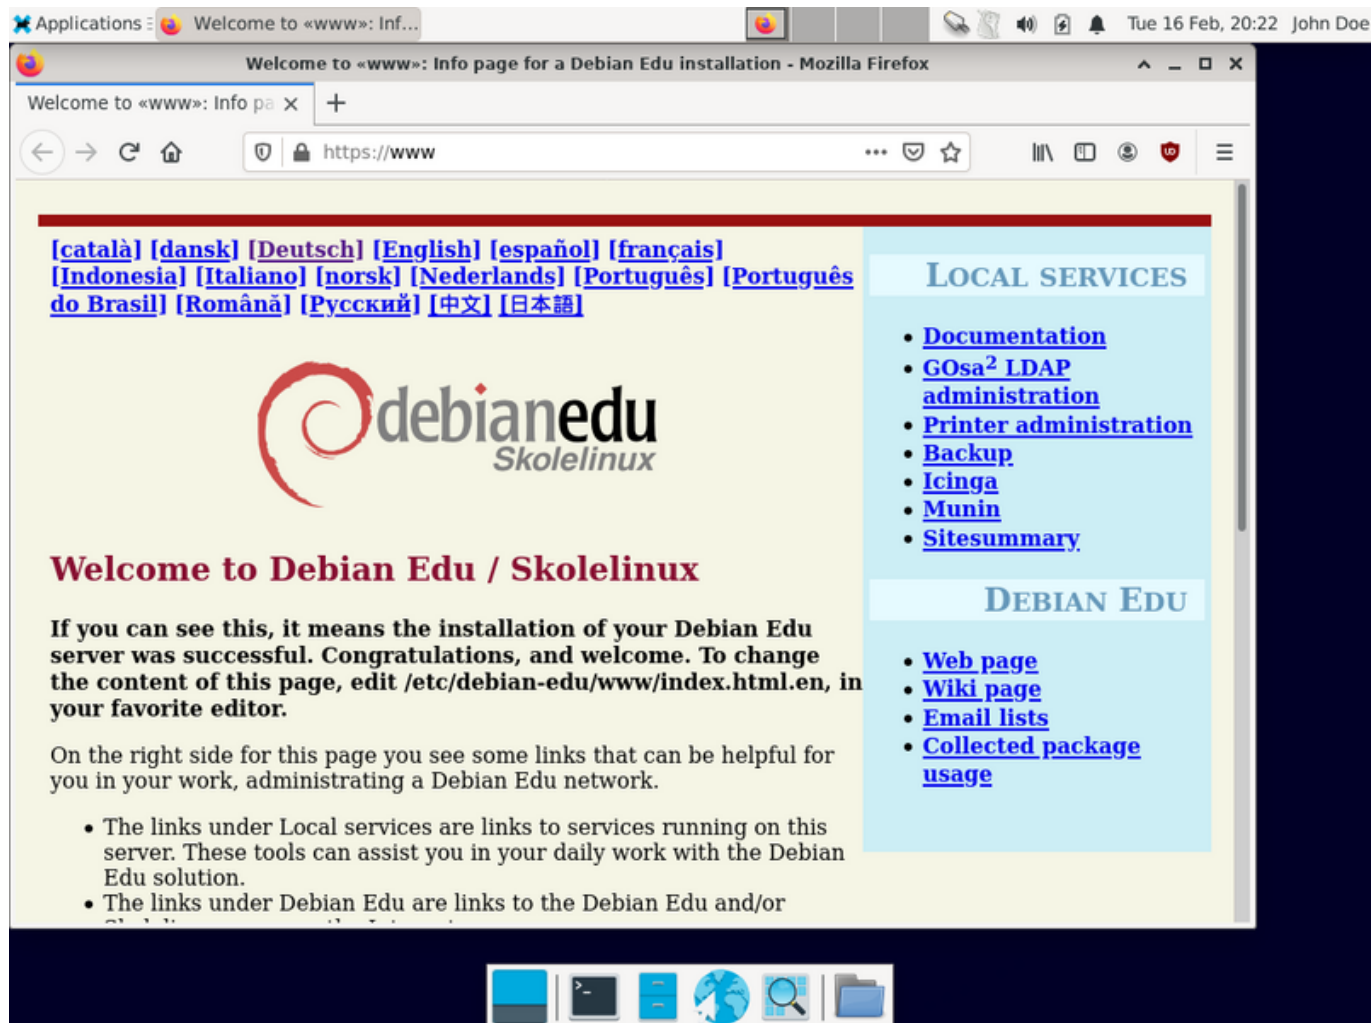 Applications
Welcome to «www»: Inf...
Tue 16 Feb, 20:22 John Doe
Welcome to «www»: Info page for a Debian Edu installation - Mozilla Firefox
Welcome to «www»: Info pa
https://www
[català] [dansk] [Deutsch] [English] [español] [français]
[Indonesia] [Italiano] [norsk] [Nederlands] [Português] [Português
do Brasil] [Română] [Русский] [中文] [日本語]
debianedu
Skolelinux
Welcome to Debian Edu / Skolelinux
If you can see this, it means the installation of your Debian Edu
server was successful. Congratulations, and welcome. To change
the content of this page, edit /etc/debian-edu/www/index.html.en, in
your favorite editor.
On the right side for this page you see some links that can be helpful for
you in your work, administrating a Debian Edu network.
• The links under Local services are links to services running on this
server. These tools can assist you in your daily work with the Debian
Edu solution.
• The links under Debian Edu are links to the Debian Edu and/or
LOCAL SERVICES
• Documentation
• GOsa² LDAP
administration
• Printer administration
• Backup
• Icinga
• Munin
• Sitesummary
DEBIAN EDU
• Web page
• Wiki page
• Email lists
• Collected package
usage